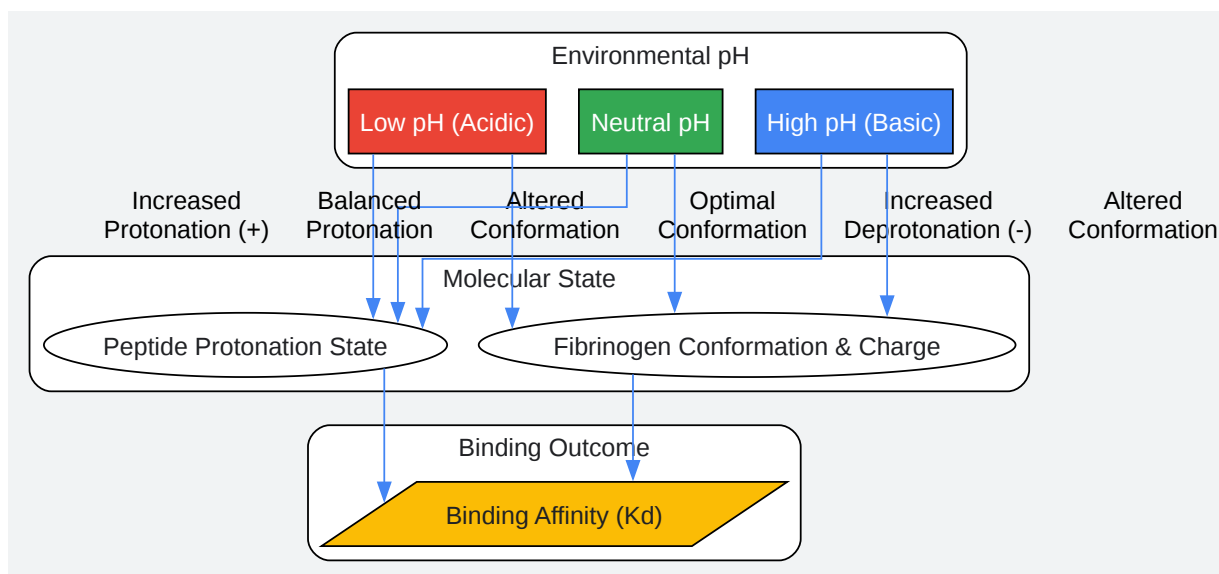 Environmental pH
Low pH (Acidic)
Neutral pH
High pH (Basic)
Increased
Protonation (+)
Balanced
Protonation
Altered
Conformation
Optimal
Conformation
Increased
Deprotonation (-)
Altered
Conformation
Molecular State
Peptide Protonation State
Fibrinogen Conformation & Charge
Binding Outcome
Binding Affinity (Kd)